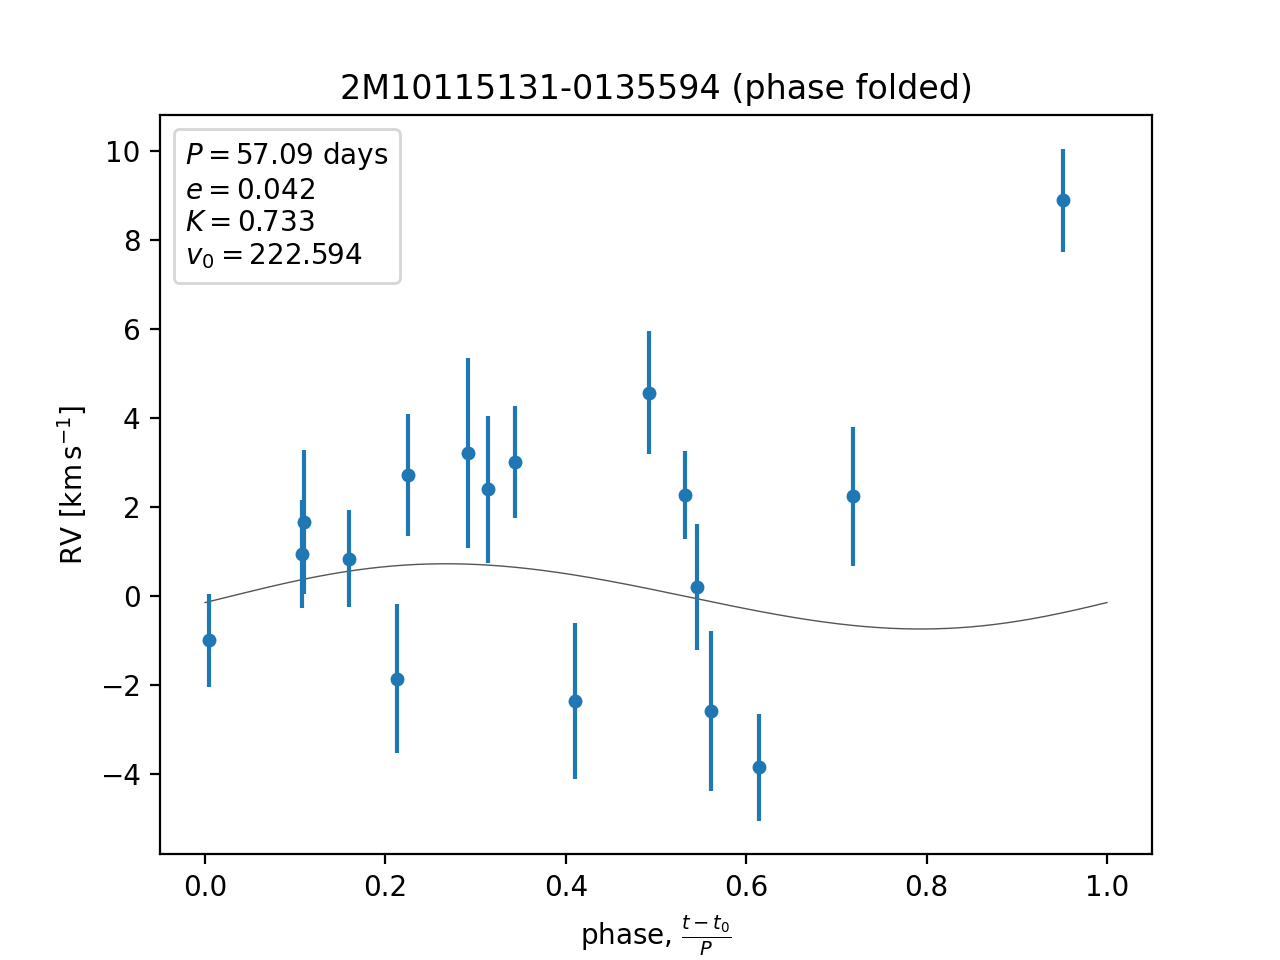 2M10115131-0135594 (phase folded)
P = 57.09 days
e = 0.042
K = 0.733
v₀ = 222.594
10
8
6
4
2
0
−2
−4
RV [km s⁻¹]
0.0 0.2 0.4 0.6 0.8 1.0
phase, (t − t₀)/P